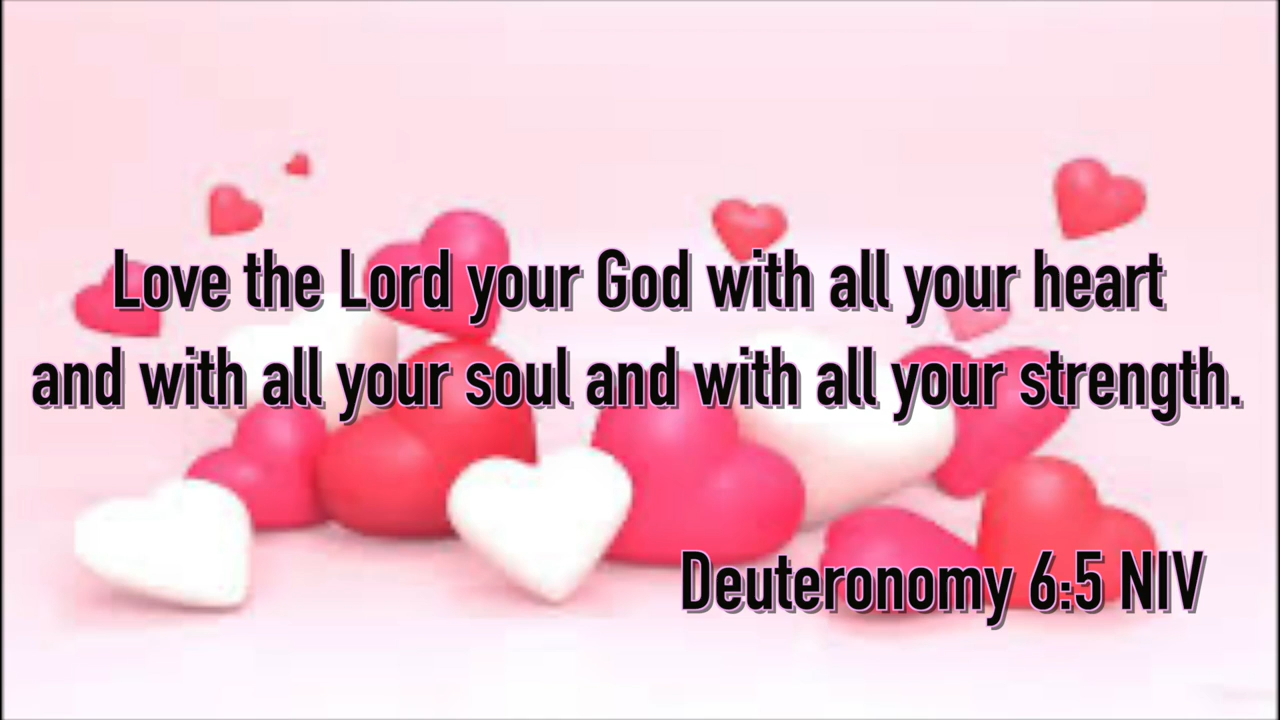 Love the Lord your God with all your heart
and with all your soul and with all your strength.
Deuteronomy 6:5 NIV